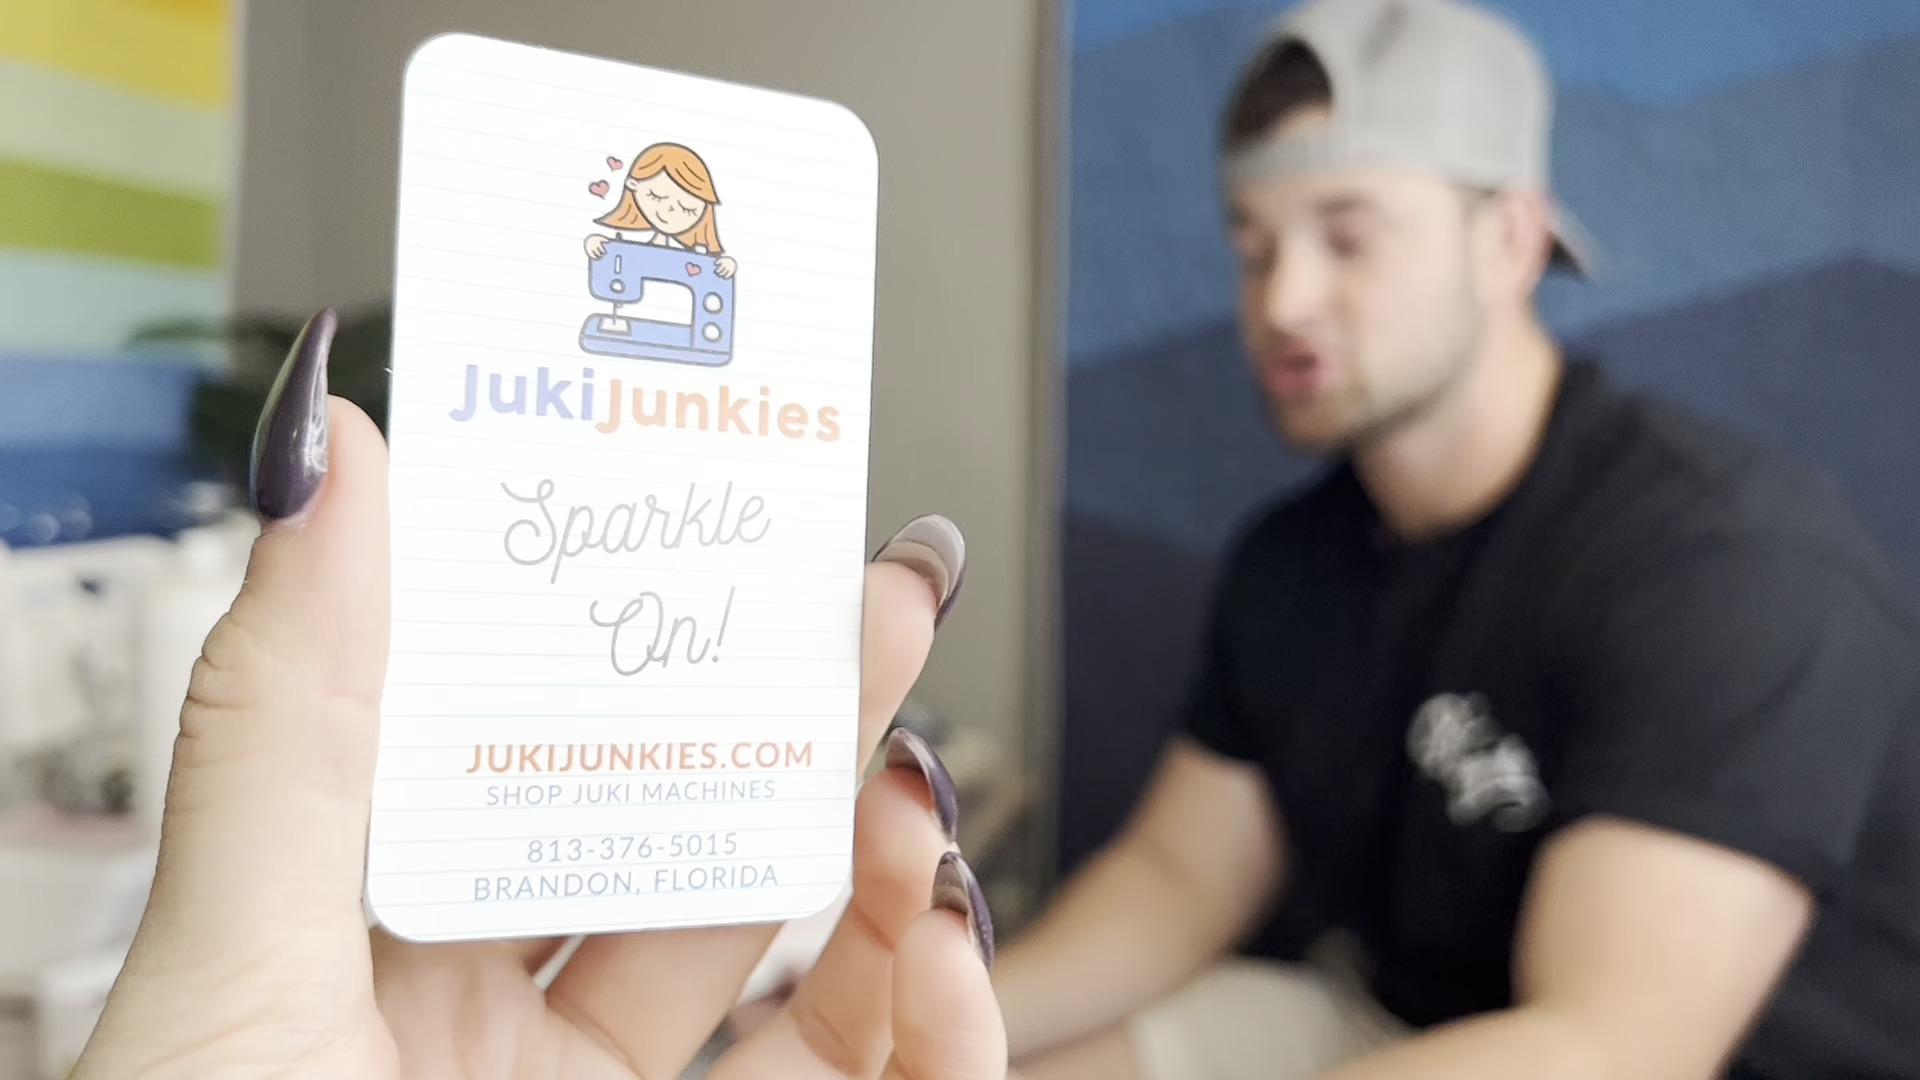 JukiJunkies
Sparkle
On!
JUKIJUNKIES.COM
SHOP JUKI MACHINES
813-376-5015
BRANDON, FLORIDA